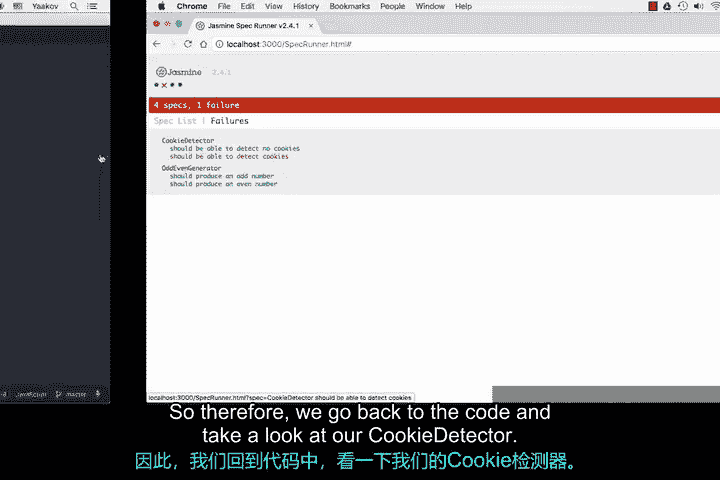 Yaakov
Chrome File Edit View History Bookmarks People Window Help
Jasmine Spec Runner v2.4.1
localhost:3000/SpecRunner.html#
Jasmine 2.4.1
4 specs, 1 failure
Spec List | Failures
CookieDetector
should be able to detect no cookies
should be able to detect cookies
OddEvenGenerator
should produce an odd number
should produce an even number
JavaScript master
localhost:3000/SpecRunner.html?spec=CookieDetector should be able to detect cookies
So therefore, we go back to the code and
take a look at our CookieDetector.
因此，我们回到代码中，看一下我们的Cookie检测器。